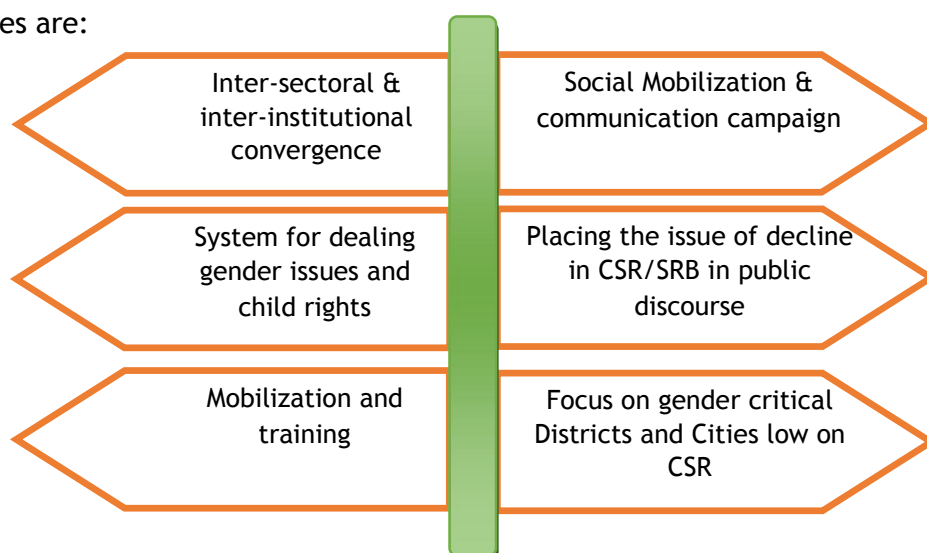 es are:
Inter-sectoral &
inter-institutional
convergence
Social Mobilization &
communication campaign
System for dealing
gender issues and
child rights
Placing the issue of decline
in CSR/SRB in public
discourse
Mobilization and
training
Focus on gender critical
Districts and Cities low on
CSR